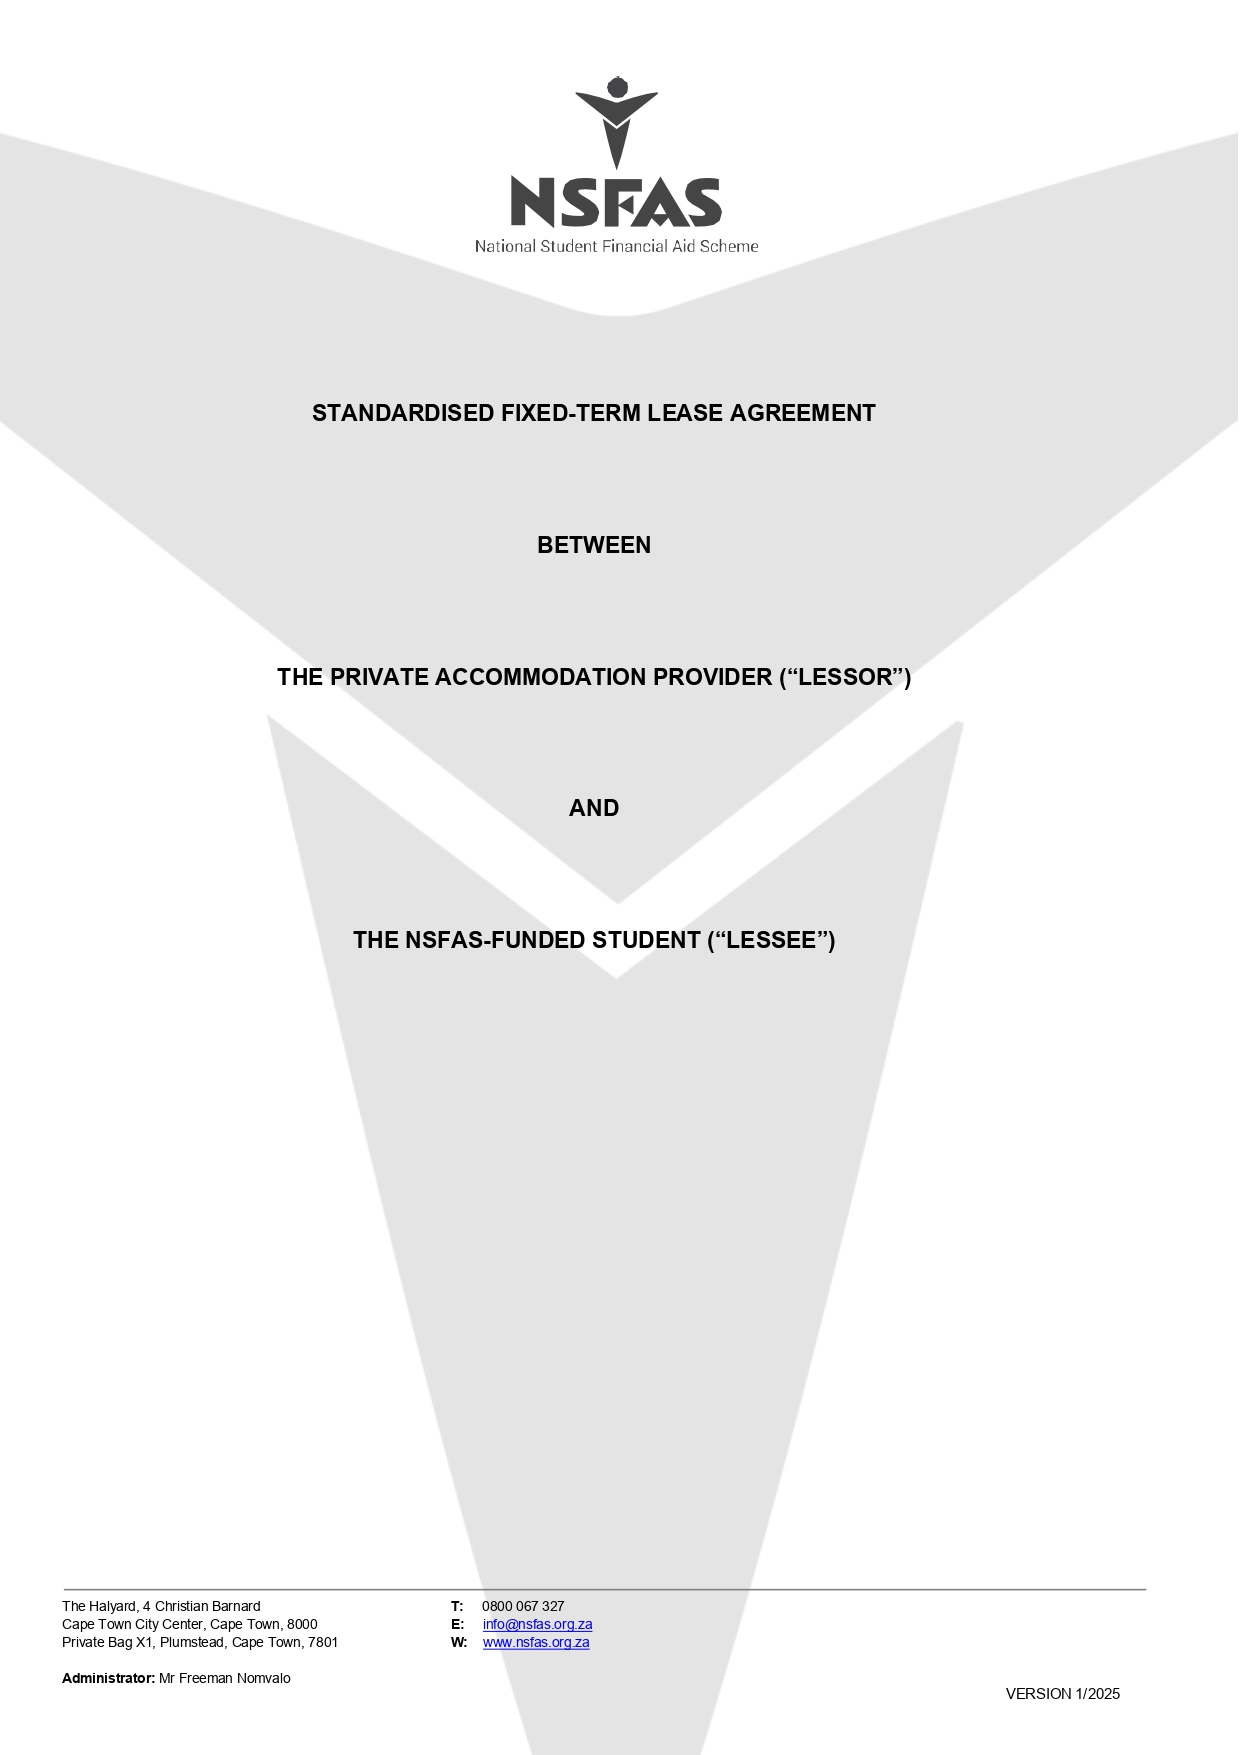 NSFAS
National Student Financial Aid Scheme
STANDARDISED FIXED-TERM LEASE AGREEMENT
BETWEEN
THE PRIVATE ACCOMMODATION PROVIDER (“LESSOR”)
AND
THE NSFAS-FUNDED STUDENT (“LESSEE”)
The Halyard, 4 Christian Barnard
Cape Town City Center, Cape Town, 8000
Private Bag X1, Plumstead, Cape Town, 7801
Administrator: Mr Freeman Nomvalo
T: 0800 067 327
E: info@nsfas.org.za
W: www.nsfas.org.za
VERSION 1/2025